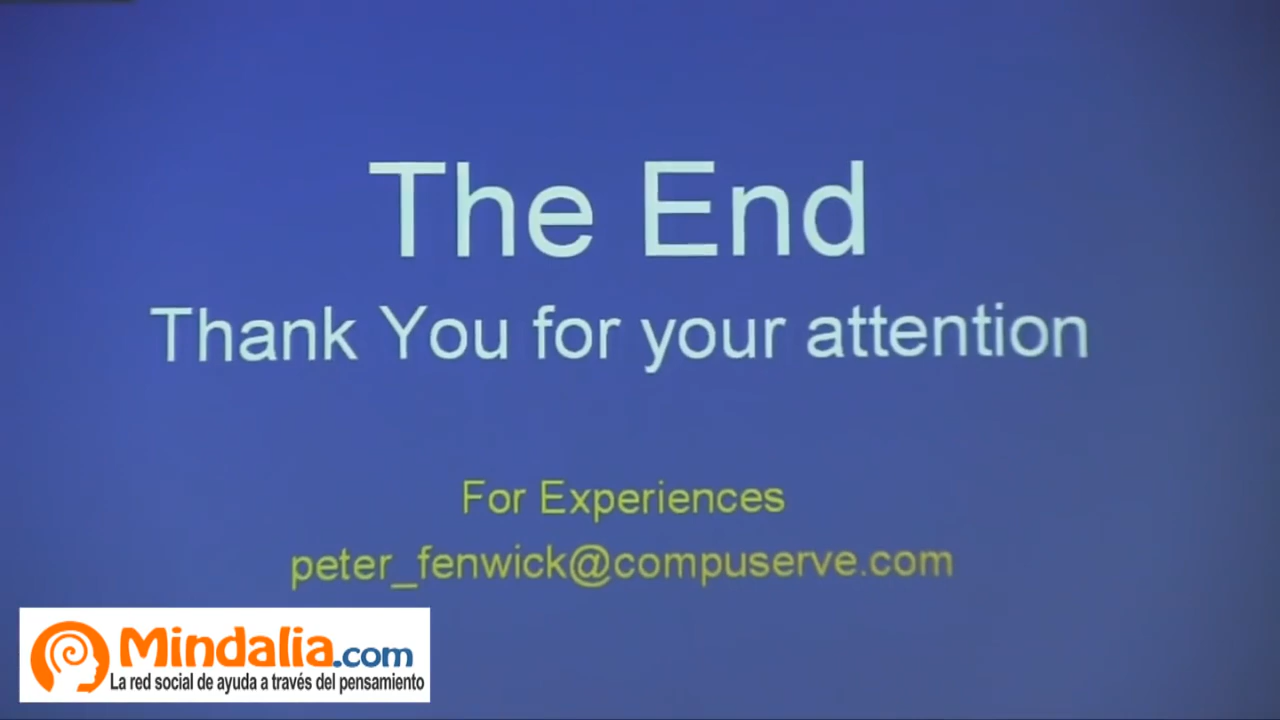 The End
Thank You for your attention
For Experiences
peter_fenwick@compuserve.com
Mindalia.com
La red social de ayuda a través del pensamiento